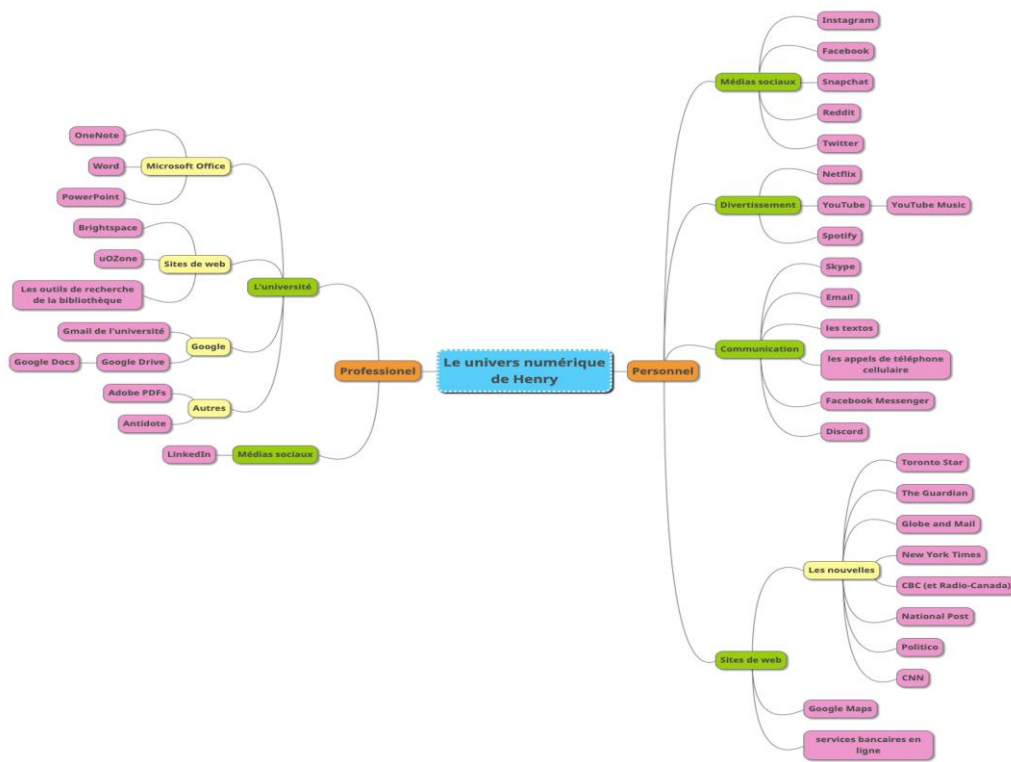 Le univers numérique
de Henry
Professionel
L'université
Microsoft Office
OneNote
Word
PowerPoint
Sites de web
Brightspace
uOZone
Les outils de recherche
de la bibliothèque
Google
Gmail de l'université
Google Drive
Google Docs
Autres
Adobe PDFs
Antidote
Médias sociaux
LinkedIn
Personnel
Médias sociaux
Instagram
Facebook
Snapchat
Reddit
Twitter
Divertissement
Netflix
YouTube
YouTube Music
Spotify
Communication
Skype
Email
les textos
les appels de téléphone
cellulaire
Facebook Messenger
Discord
Sites de web
Les nouvelles
Toronto Star
The Guardian
Globe and Mail
New York Times
CBC (et Radio-Canada)
National Post
Politico
CNN
Google Maps
services bancaires en
ligne